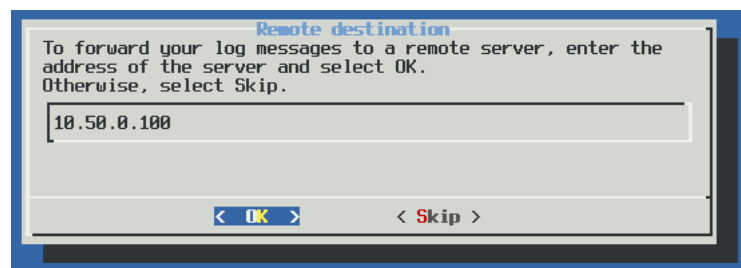 Remote destination
To forward your log messages to a remote server, enter the
address of the server and select OK.
Otherwise, select Skip.
10.50.0.100
< OK > < Skip >